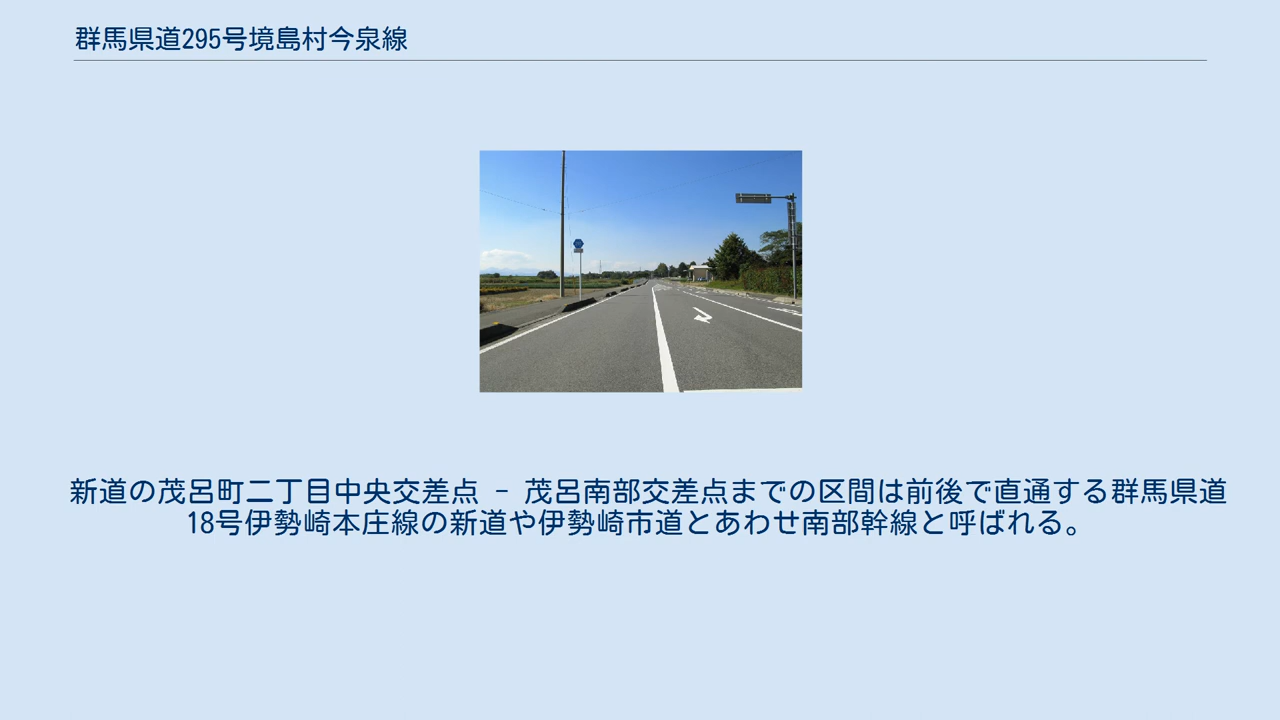 群馬県道295号境島村今泉線
新道の茂呂町二丁目中央交差点 - 茂呂南部交差点までの区間は前後で直通する群馬県道
18号伊勢崎本庄線の新道や伊勢崎市道とあわせ南部幹線と呼ばれる。